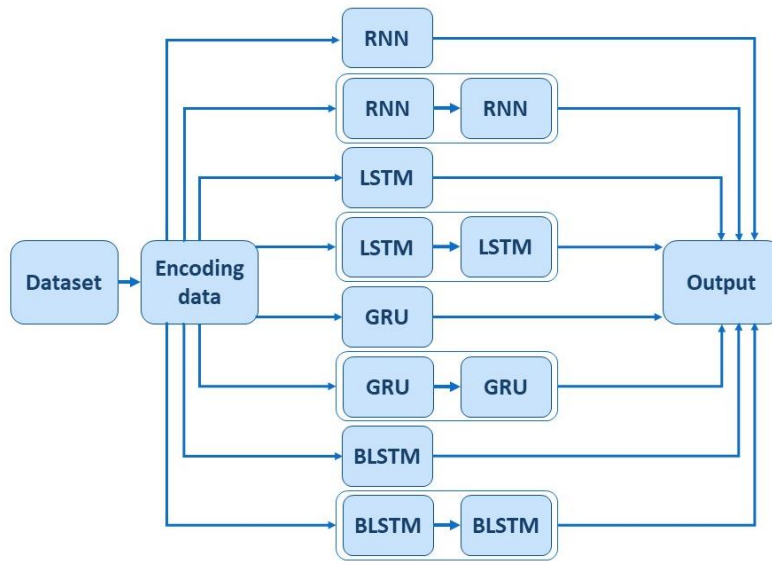 RNN
RNN
RNN
LSTM
LSTM
LSTM
Dataset
Encoding
data
Output
GRU
GRU
GRU
BLSTM
BLSTM
BLSTM